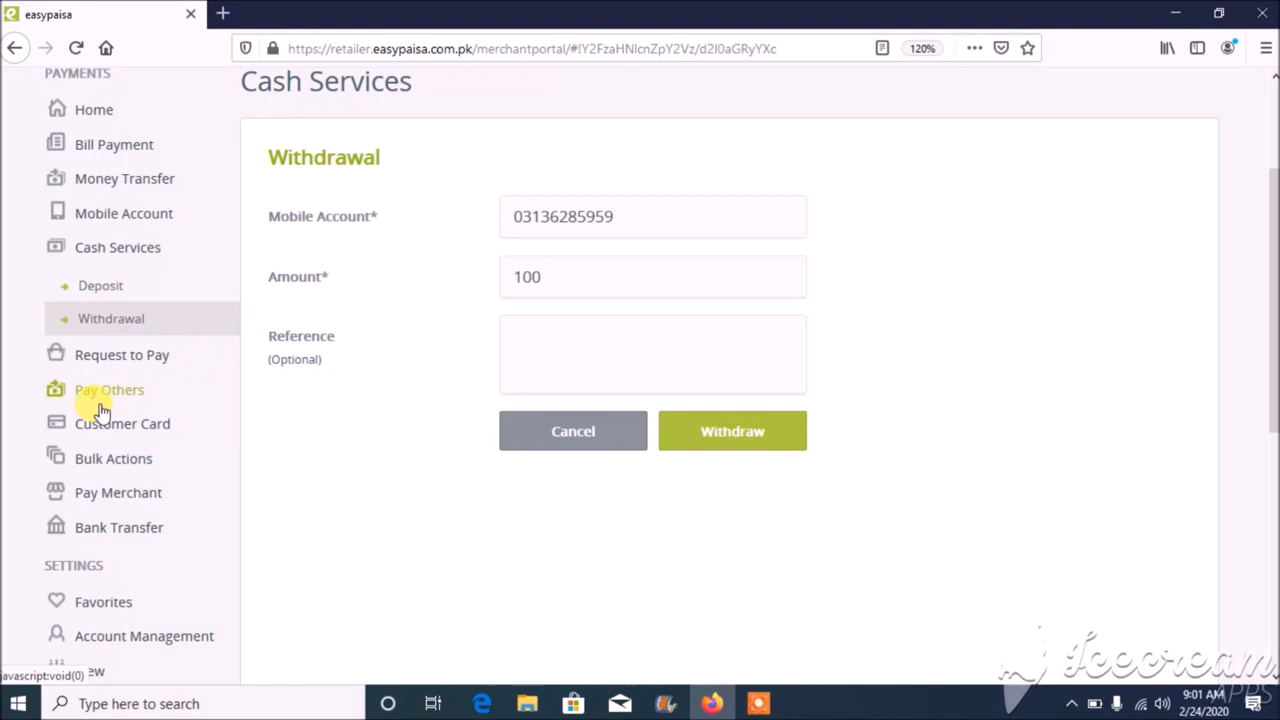 easypaisa
https://retailer.easypaisa.com.pk/merchantportal/#!Y2FzaHNlcnZpY2Vz/d2l0aGRyYXc
120%
PAYMENTS
Home
Bill Payment
Money Transfer
Mobile Account
Cash Services
Deposit
Withdrawal
Request to Pay
Pay Others
Customer Card
Bulk Actions
Pay Merchant
Bank Transfer
SETTINGS
Favorites
Account Management
javascript:void(0)
Cash Services
Withdrawal
Mobile Account* 03136285959
Amount* 100
Reference
(Optional)
Cancel Withdraw
Icecream
APPS
Type here to search
9:01 AM
2/24/2020